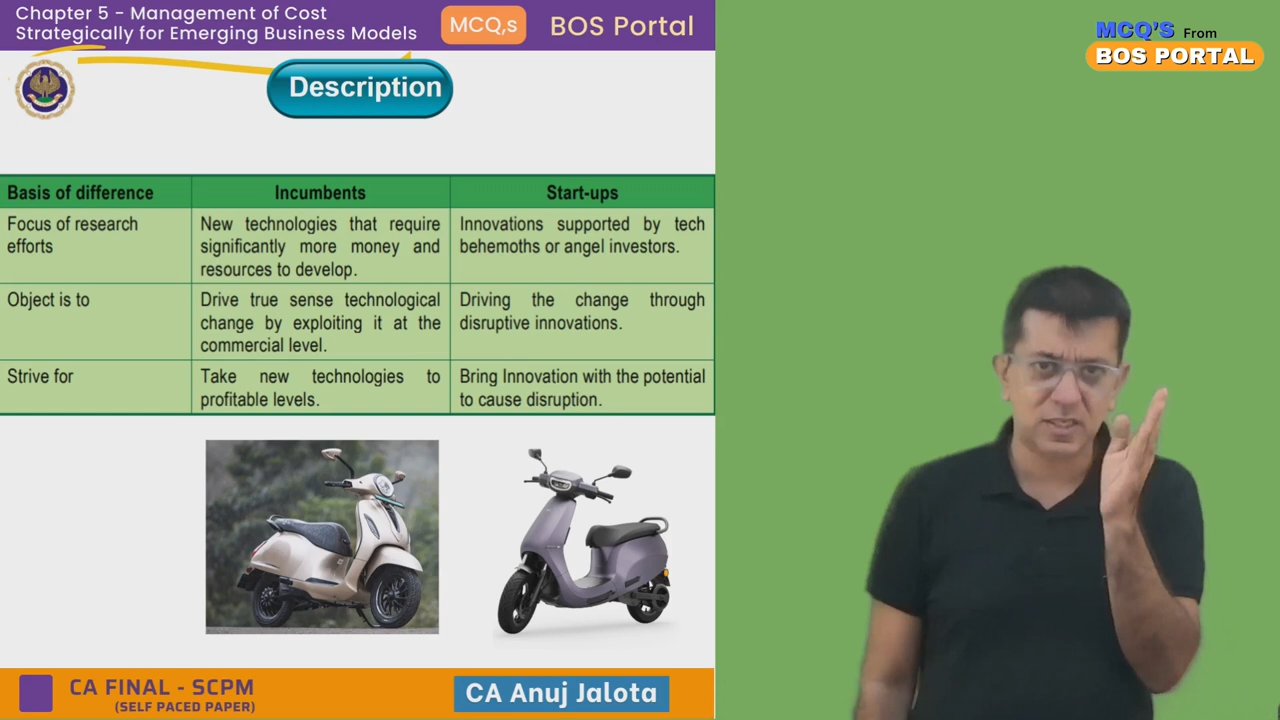 Chapter 5 - Management of Cost
Strategically for Emerging Business Models
MCQ,s
BOS Portal
MCQ'S From
BOS PORTAL
Description
Basis of difference
Incumbents
Start-ups
Focus of research
efforts
New technologies that require
significantly more money and
resources to develop.
Innovations supported by tech
behemoths or angel investors.
Object is to
Drive true sense technological
change by exploiting it at the
commercial level.
Driving the change through
disruptive innovations.
Strive for
Take new technologies to
profitable levels.
Bring Innovation with the potential
to cause disruption.
CA FINAL - SCPM
(SELF PACED PAPER)
CA Anuj Jalota